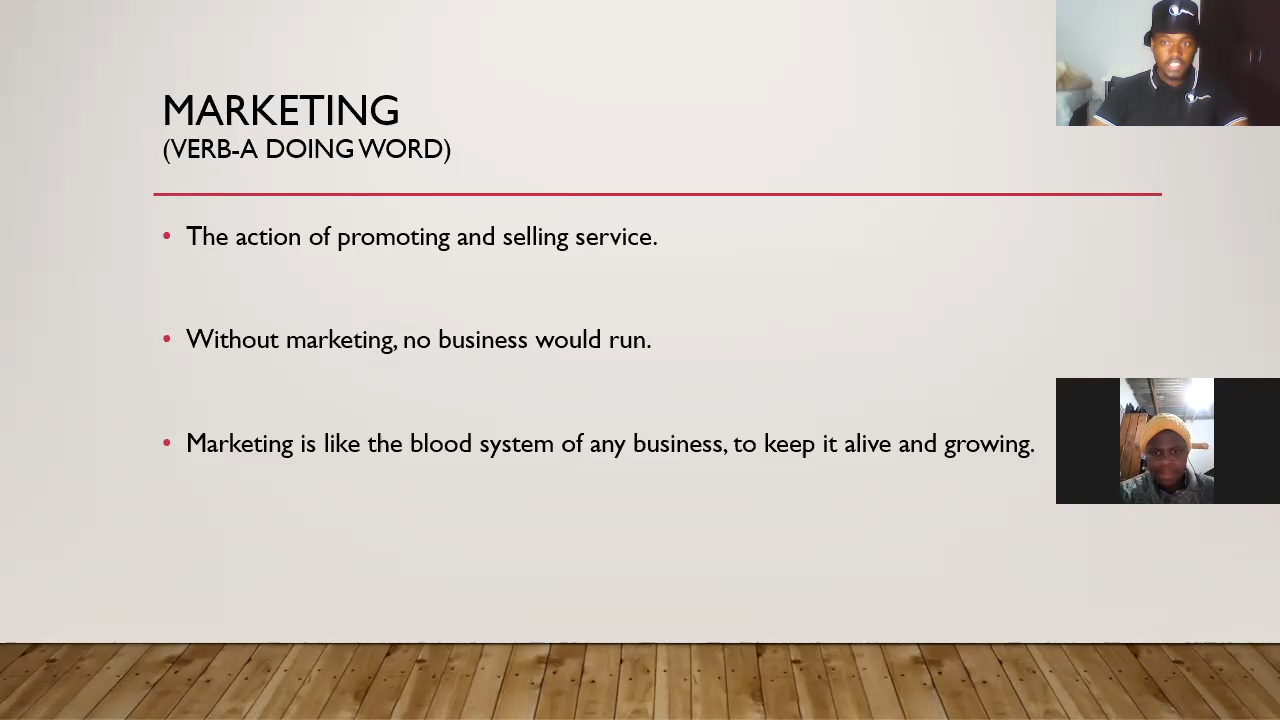 MARKETING
(VERB-A DOING WORD)
• The action of promoting and selling service.
• Without marketing, no business would run.
• Marketing is like the blood system of any business, to keep it alive and growing.